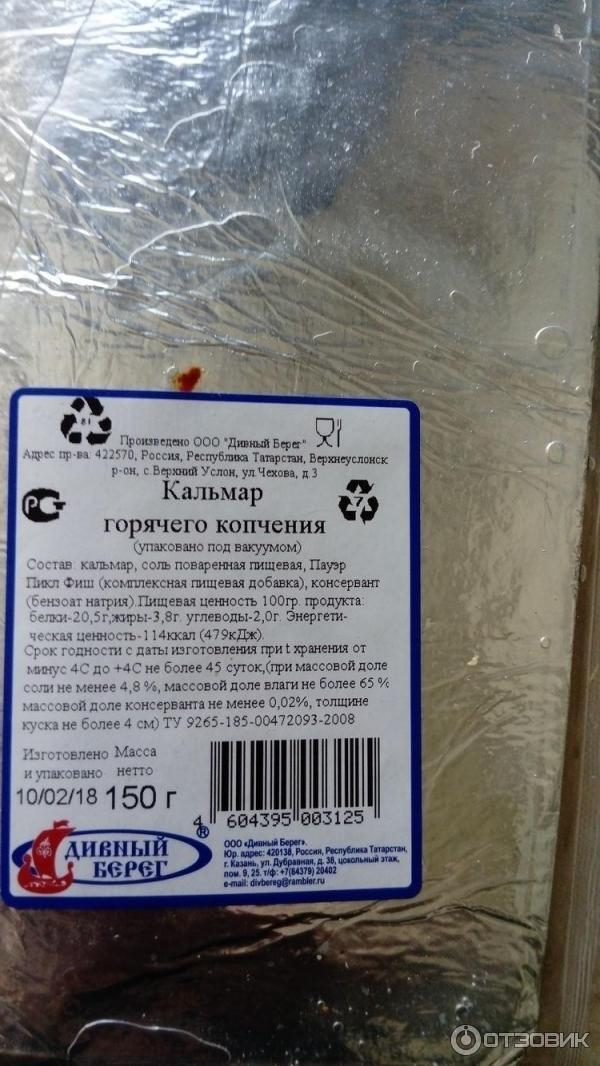 81
Произведено ООО "Дивный Берег"
Адрес пр-ва: 422570, Россия, Республика Татарстан, Верхнеуслонск
р-он, с.Верхний Услон, ул.Чехова, д.3
Кальмар
горячего копчения
7
(упаковано под вакуумом)
Состав: кальмар, соль поваренная пищевая, Пауэр
Пикл Фиш (комплексная пищевая добавка), консервант
(бензоат натрия).Пищевая ценность 100гр. продукта:
белки-20,5г,жиры-3,8г. углеводы-2,0г. Энергети-
ческая ценность-114ккал (479кДж).
Срок годности с даты изготовления при t хранения от
минус 4С до +4С не более 45 суток,(при массовой доле
соли не менее 4,8 %, массовой доле влаги не более 65 %
массовой доле консерванта не менее 0,02%, толщине
куска не более 4 см) ТУ 9265-185-00472093-2008
Изготовлено Масса
и упаковано нетто
10/02/18 150 г
4 604395 003125
ДИВНЫЙ БЕРЕГ ®
ООО «Дивный Берег».
Юр. адрес: 420138, Россия, Республика Татарстан,
г. Казань, ул. Дубравная, д. 38, цокольный этаж,
пом. 9, 25. т/ф: +7(84379) 20402
e-mail: divbereg@rambler.ru
ОТЗОВИК